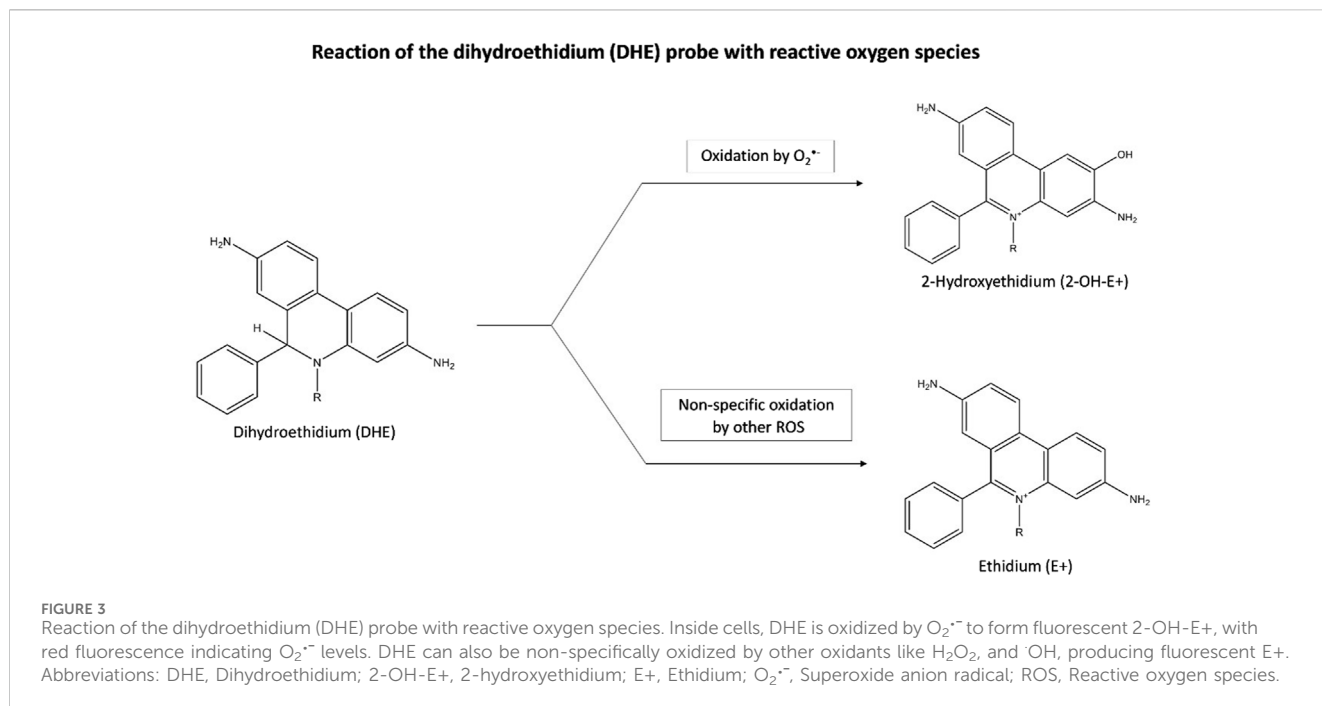 Reaction of the dihydroethidium (DHE) probe with reactive oxygen species
H₂N
OH
NH₂
N⁺
R
2-Hydroxyethidium (2-OH-E+)
Oxidation by O₂•⁻
H₂N
H
N
NH₂
R
Dihydroethidium (DHE)
Non-specific oxidation
by other ROS
H₂N
N⁺
NH₂
R
Ethidium (E+)
FIGURE 3
Reaction of the dihydroethidium (DHE) probe with reactive oxygen species. Inside cells, DHE is oxidized by O₂•⁻ to form fluorescent 2-OH-E+, with
red fluorescence indicating O₂•⁻ levels. DHE can also be non-specifically oxidized by other oxidants like H₂O₂, and ·OH, producing fluorescent E+.
Abbreviations: DHE, Dihydroethidium; 2-OH-E+, 2-hydroxyethidium; E+, Ethidium; O₂•⁻, Superoxide anion radical; ROS, Reactive oxygen species.